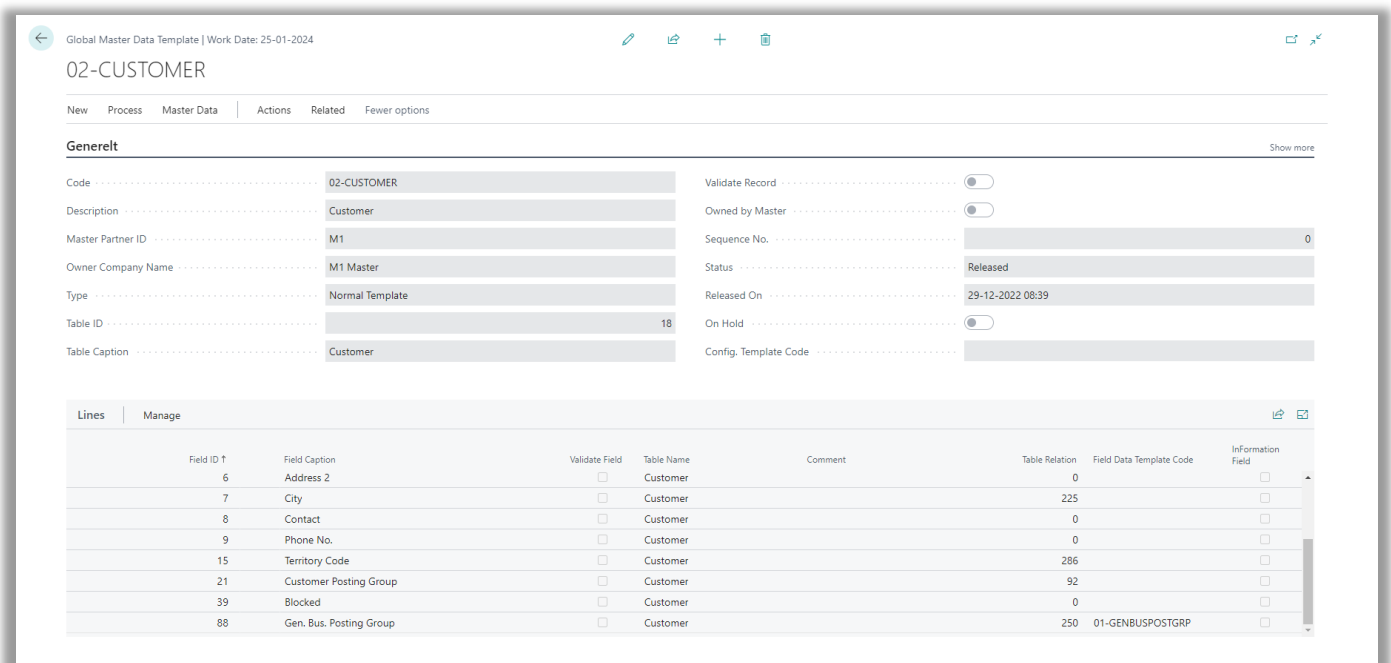 Global Master Data Template | Work Date: 25-01-2024
02-CUSTOMER
New Process Master Data Actions Related Fewer options
Generelt Show more
Code 02-CUSTOMER Validate Record
Description Customer Owned by Master
Master Partner ID M1 Sequence No. 0
Owner Company Name M1 Master Status Released
Type Normal Template Released On 29-12-2022 08:39
Table ID 18 On Hold
Table Caption Customer Config. Template Code
Lines Manage
Field ID ↑ Field Caption Validate Field Table Name Comment Table Relation Field Data Template Code InFormation Field
6 Address 2 Customer 0
7 City Customer 225
8 Contact Customer 0
9 Phone No. Customer 0
15 Territory Code Customer 286
21 Customer Posting Group Customer 92
39 Blocked Customer 0
88 Gen. Bus. Posting Group Customer 250 01-GENBUSPOSTGRP